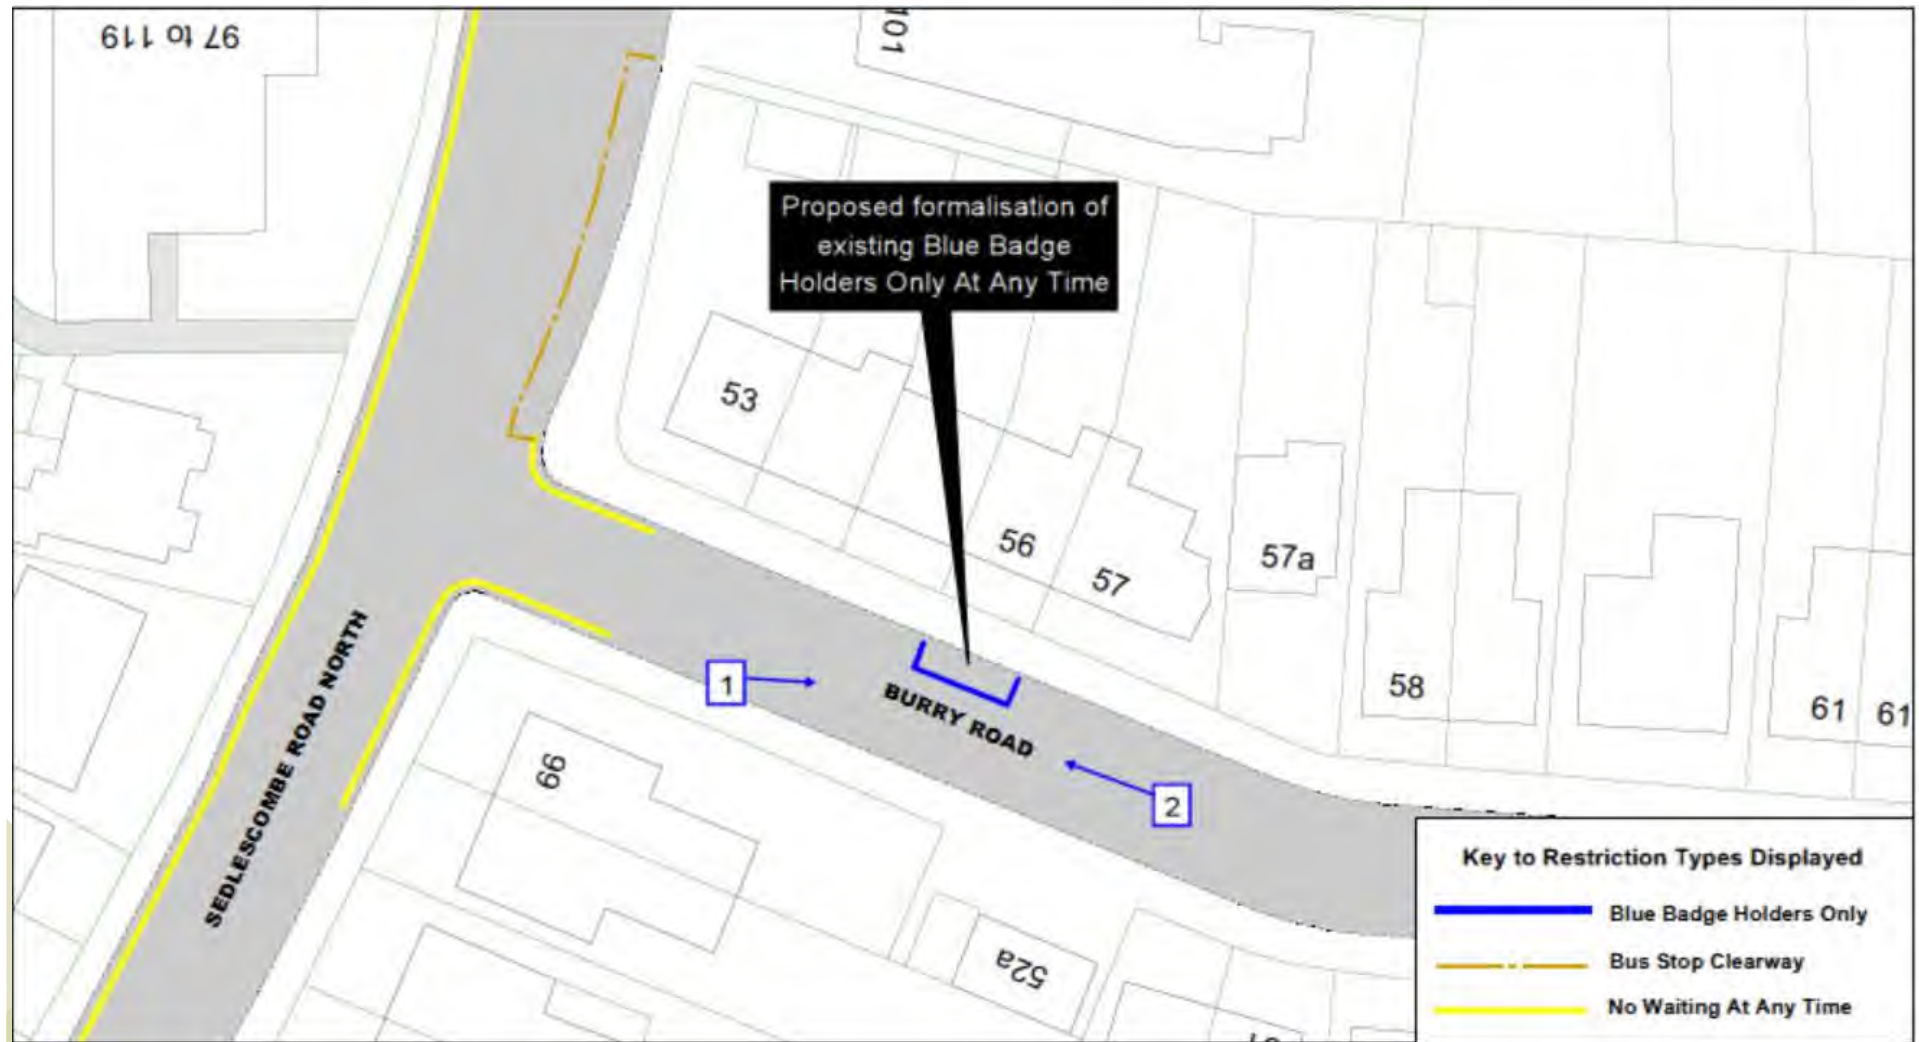 97 to 119
101
Proposed formalisation of
existing Blue Badge
Holders Only At Any Time
53
56
57
57a
58
61
61
1
BURRY ROAD
2
SEDLESCOMBE ROAD NORTH
99
52a
Key to Restriction Types Displayed
Blue Badge Holders Only
Bus Stop Clearway
No Waiting At Any Time